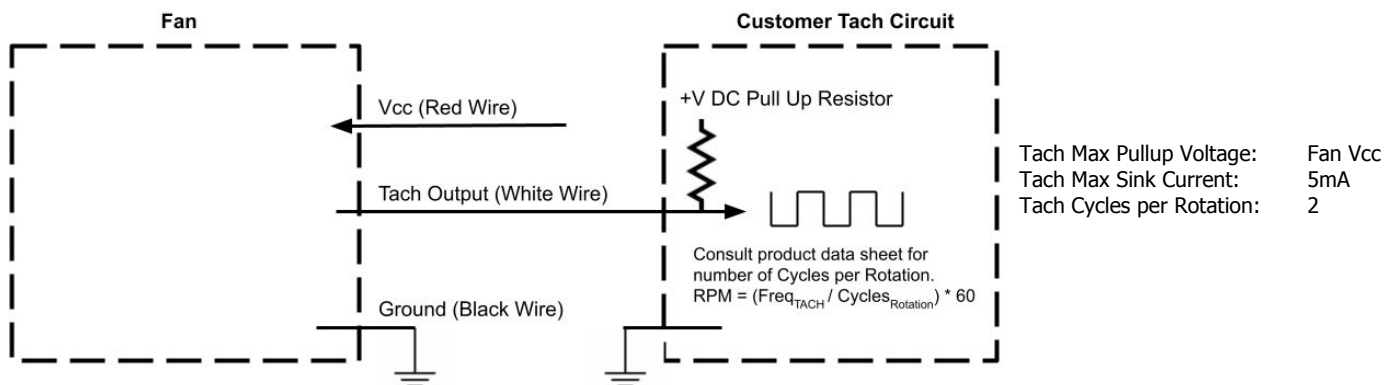 Fan
Customer Tach Circuit
Vcc (Red Wire)
+V DC Pull Up Resistor
Tach Output (White Wire)
Consult product data sheet for
number of Cycles per Rotation.
RPM = (FreqTACH / CyclesRotation) * 60
Ground (Black Wire)
Tach Max Pullup Voltage: Fan Vcc
Tach Max Sink Current: 5mA
Tach Cycles per Rotation: 2